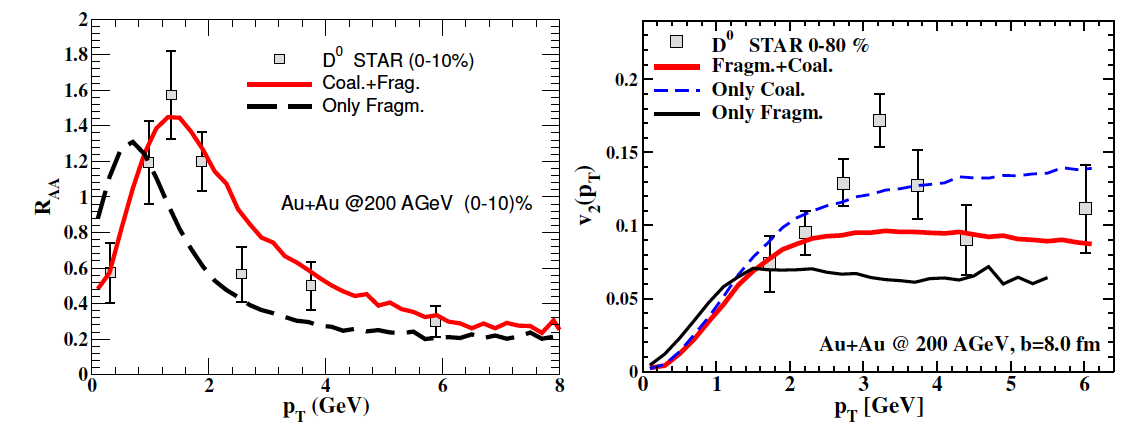 2
1.8
1.6
1.4
1.2
1
0.8
0.6
0.4
0.2
0
R_AA
D^0 STAR (0-10%)
Coal.+Frag.
Only Fragm.
Au+Au @200 AGeV (0-10)%
0 2 4 6 8
p_T (GeV)
0.2
0.15
0.1
0.05
0
v_2(p_T)
D^0 STAR 0-80 %
Fragm.+Coal.
Only Coal.
Only Fragm.
Au+Au @ 200 AGeV, b=8.0 fm
0 1 2 3 4 5 6
p_T [GeV]